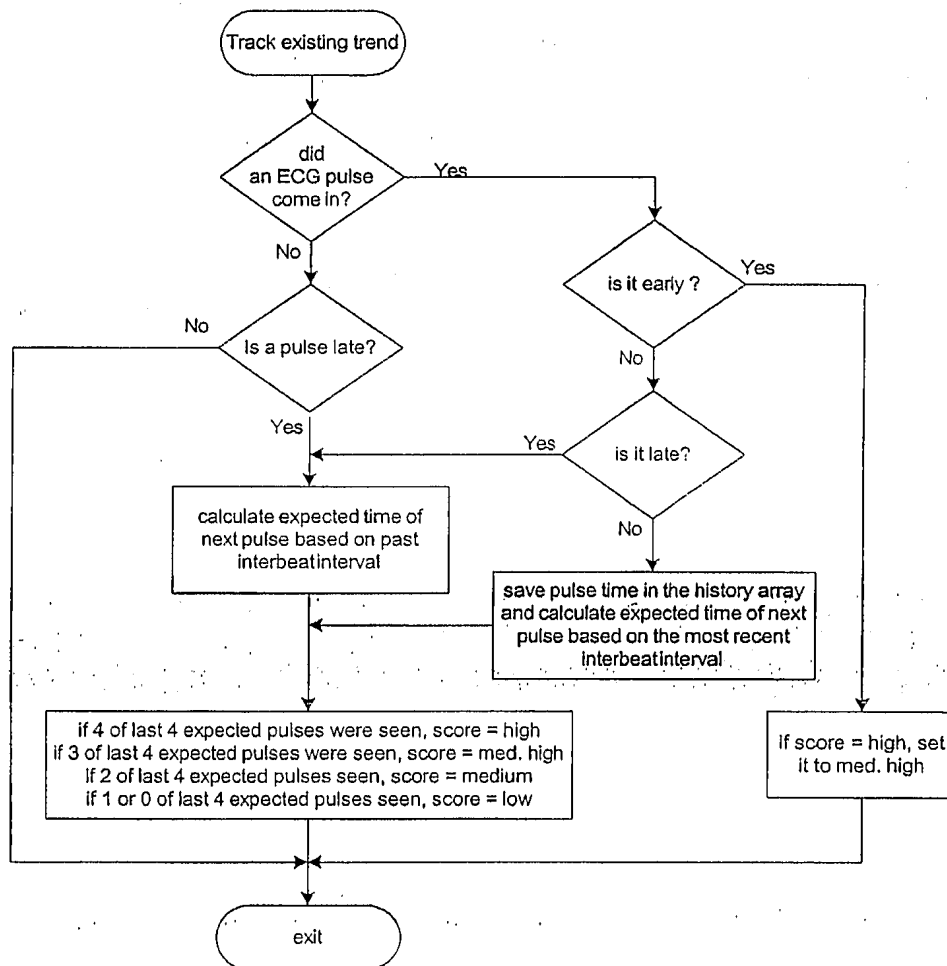 Track existing trend
did
an ECG pulse
come in?
Yes
No
is it early ?
Yes
No
Is a pulse late?
No
Yes
is it late?
Yes
No
calculate expected time of
next pulse based on past
interbeat interval
save pulse time in the history array
and calculate expected time of next
pulse based on the most recent
interbeat interval
if 4 of last 4 expected pulses were seen, score = high
if 3 of last 4 expected pulses were seen, score = med. high
if 2 of last 4 expected pulses seen, score = medium
if 1 or 0 of last 4 expected pulses seen, score = low
if score = high, set
it to med. high
exit